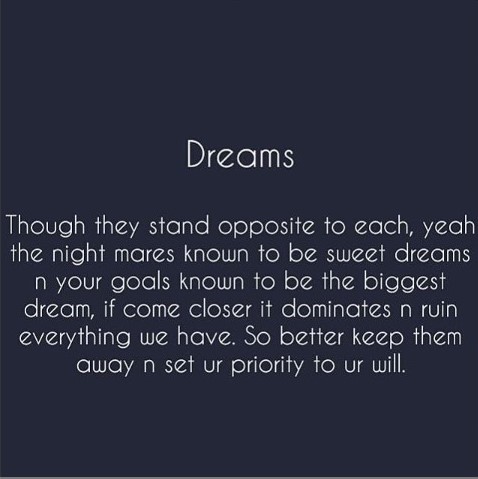 Dreams
Though they stand opposite to each, yeah
the night mares known to be sweet dreams
n your goals known to be the biggest
dream, if come closer it dominates n ruin
everything we have. So better keep them
away n set ur priority to ur will.